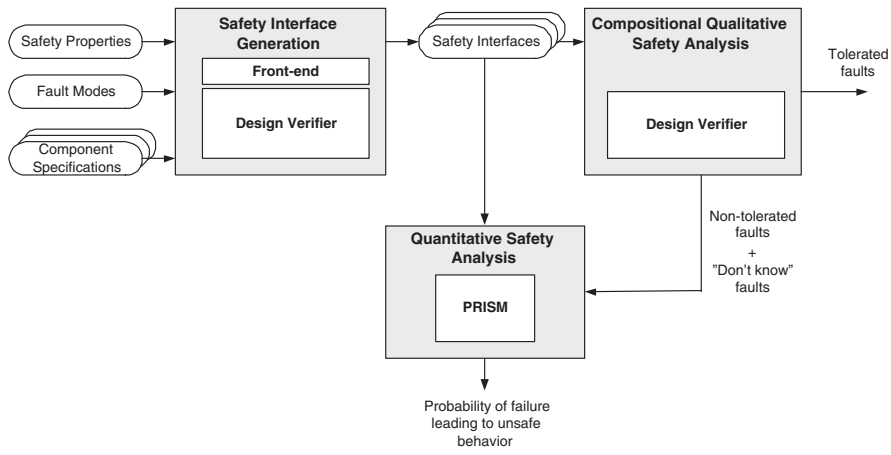 Safety Properties
Fault Modes
Component
Specifications
Safety Interface
Generation
Front-end
Design Verifier
Safety Interfaces
Compositional Qualitative
Safety Analysis
Design Verifier
Tolerated
faults
Non-tolerated
faults
+
"Don't know"
faults
Quantitative Safety
Analysis
PRISM
Probability of failure
leading to unsafe
behavior